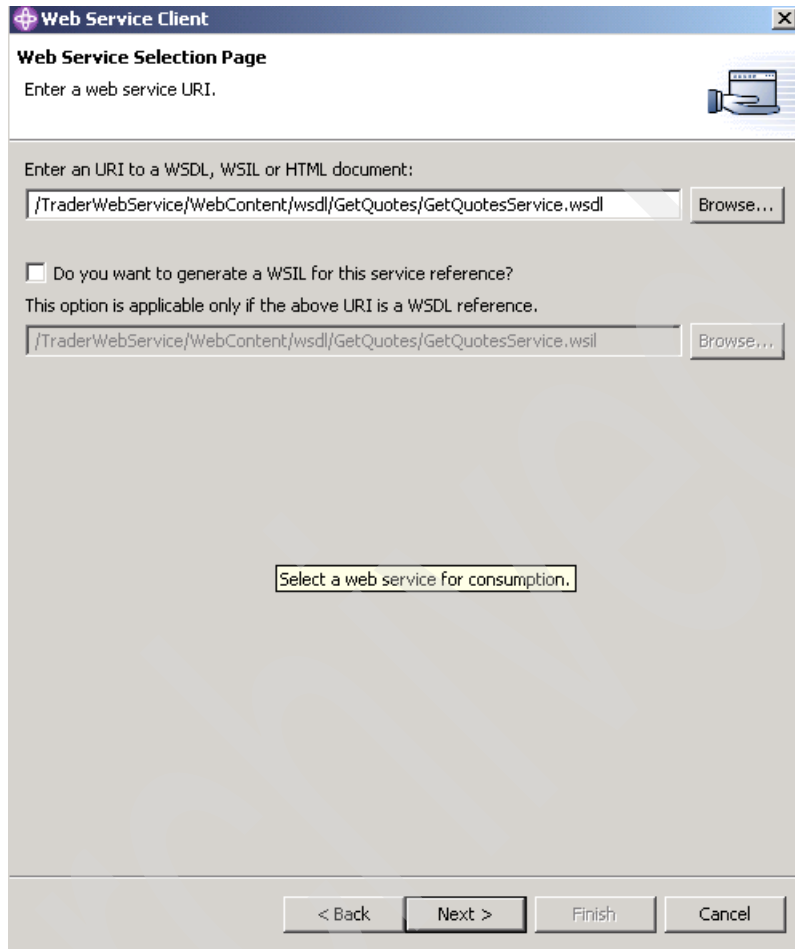 Web Service Client
Web Service Selection Page
Enter a web service URI.
Enter an URI to a WSDL, WSIL or HTML document:
/TraderWebService/WebContent/wsdl/GetQuotes/GetQuotesService.wsdl Browse...
Do you want to generate a WSIL for this service reference?
This option is applicable only if the above URI is a WSDL reference.
/TraderWebService/WebContent/wsdl/GetQuotes/GetQuotesService.wsil Browse...
Select a web service for consumption.
< Back Next > Finish Cancel